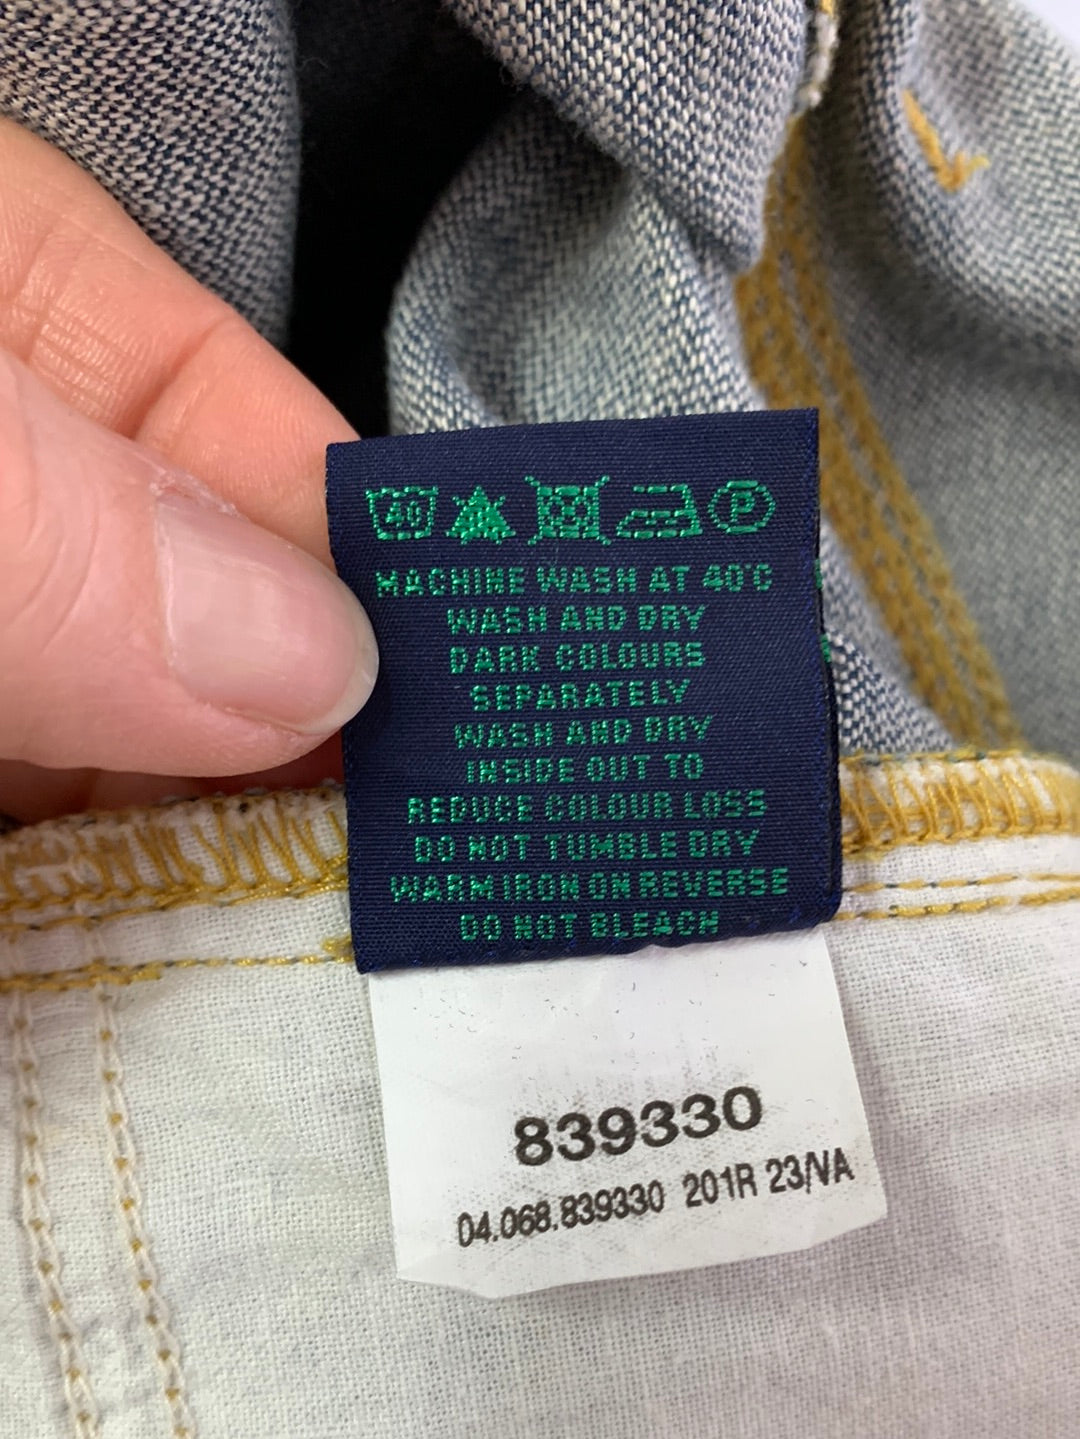 40 P
MACHINE WASH AT 40°C
WASH AND DRY
DARK COLOURS
SEPARATELY
WASH AND DRY
INSIDE OUT TO
REDUCE COLOUR LOSS
DO NOT TUMBLE DRY
WARM IRON ON REVERSE
DO NOT BLEACH
839330
04.068.839330 201R 23/VA